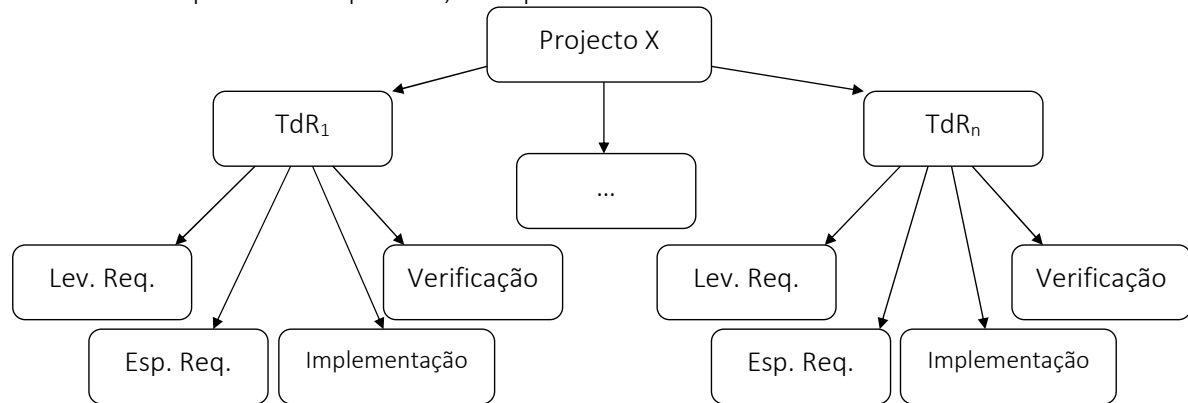 Projecto X
TdR₁
TdRₙ
...
Lev. Req.
Verificação
Lev. Req.
Verificação
Esp. Req.
Implementação
Esp. Req.
Implementação